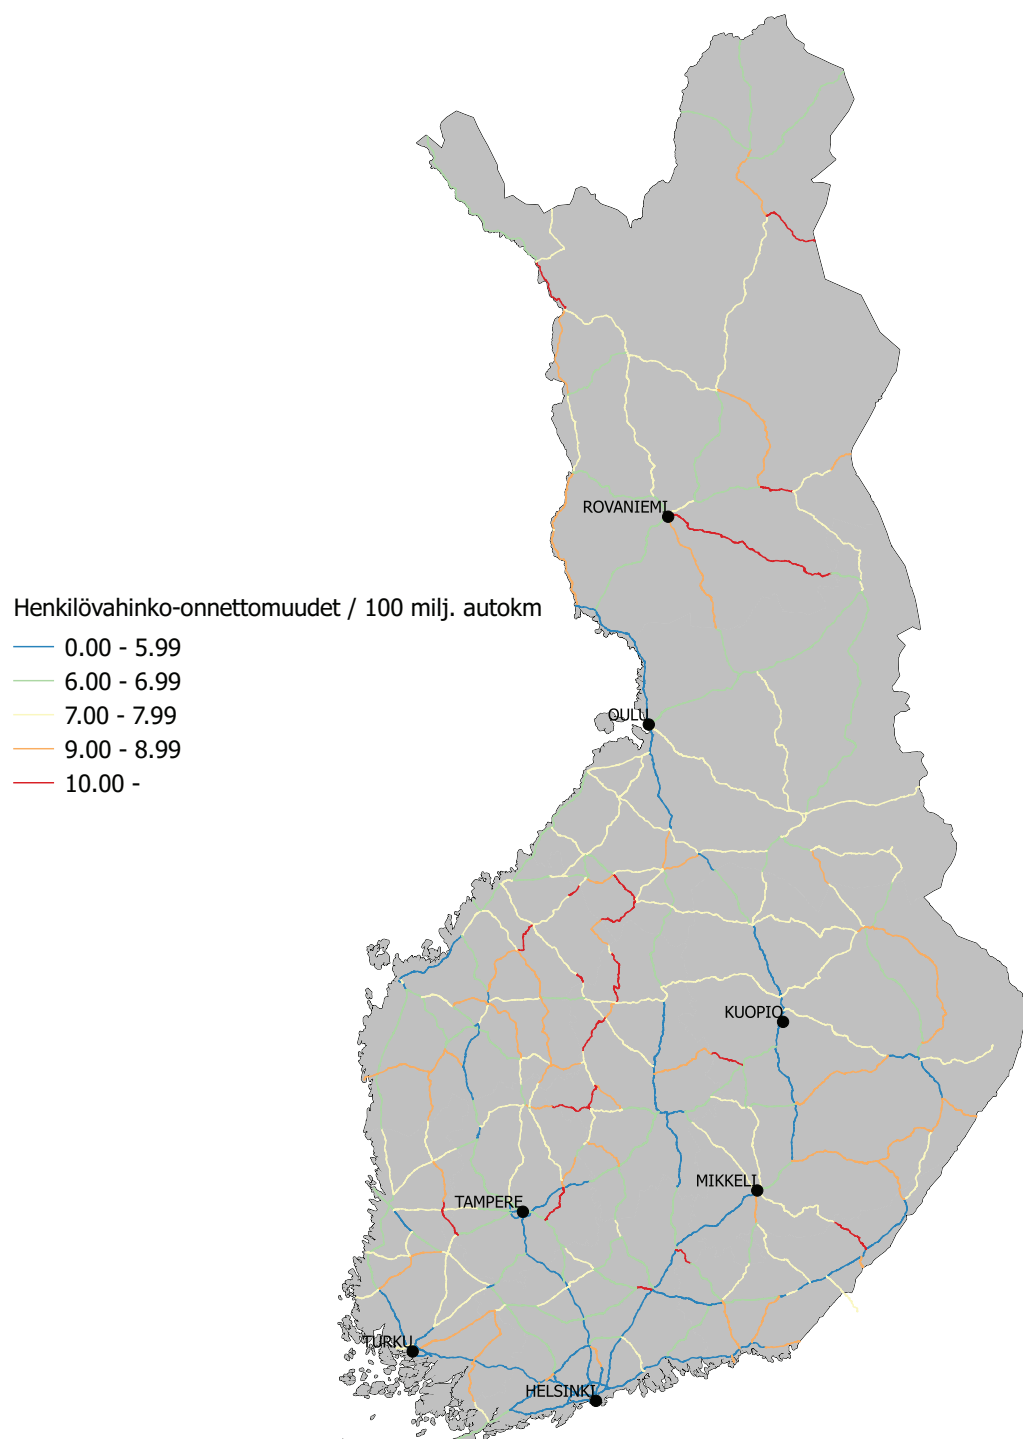 ROVANIEMI
Henkilövahinko-onnettomuudet / 100 milj. autokm
0.00 - 5.99
6.00 - 6.99
7.00 - 7.99
9.00 - 8.99
10.00 -
OULU
KUOPIO
MIKKELI
TAMPERE
TURKU
HELSINKI